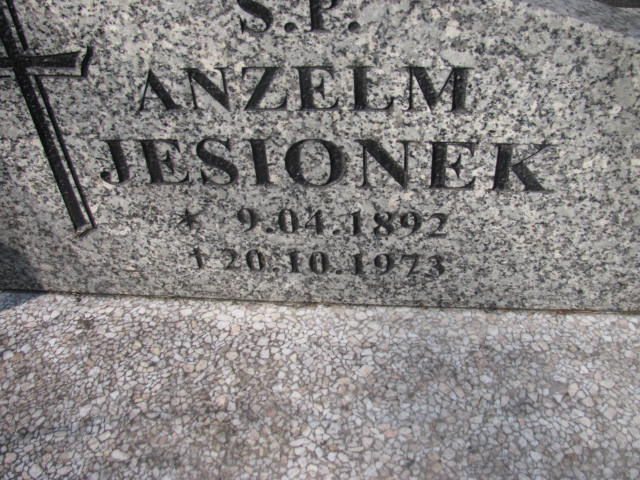 S.P.
ANZELM
JESIONEK
* 9.04.1892
† 20.10.1973